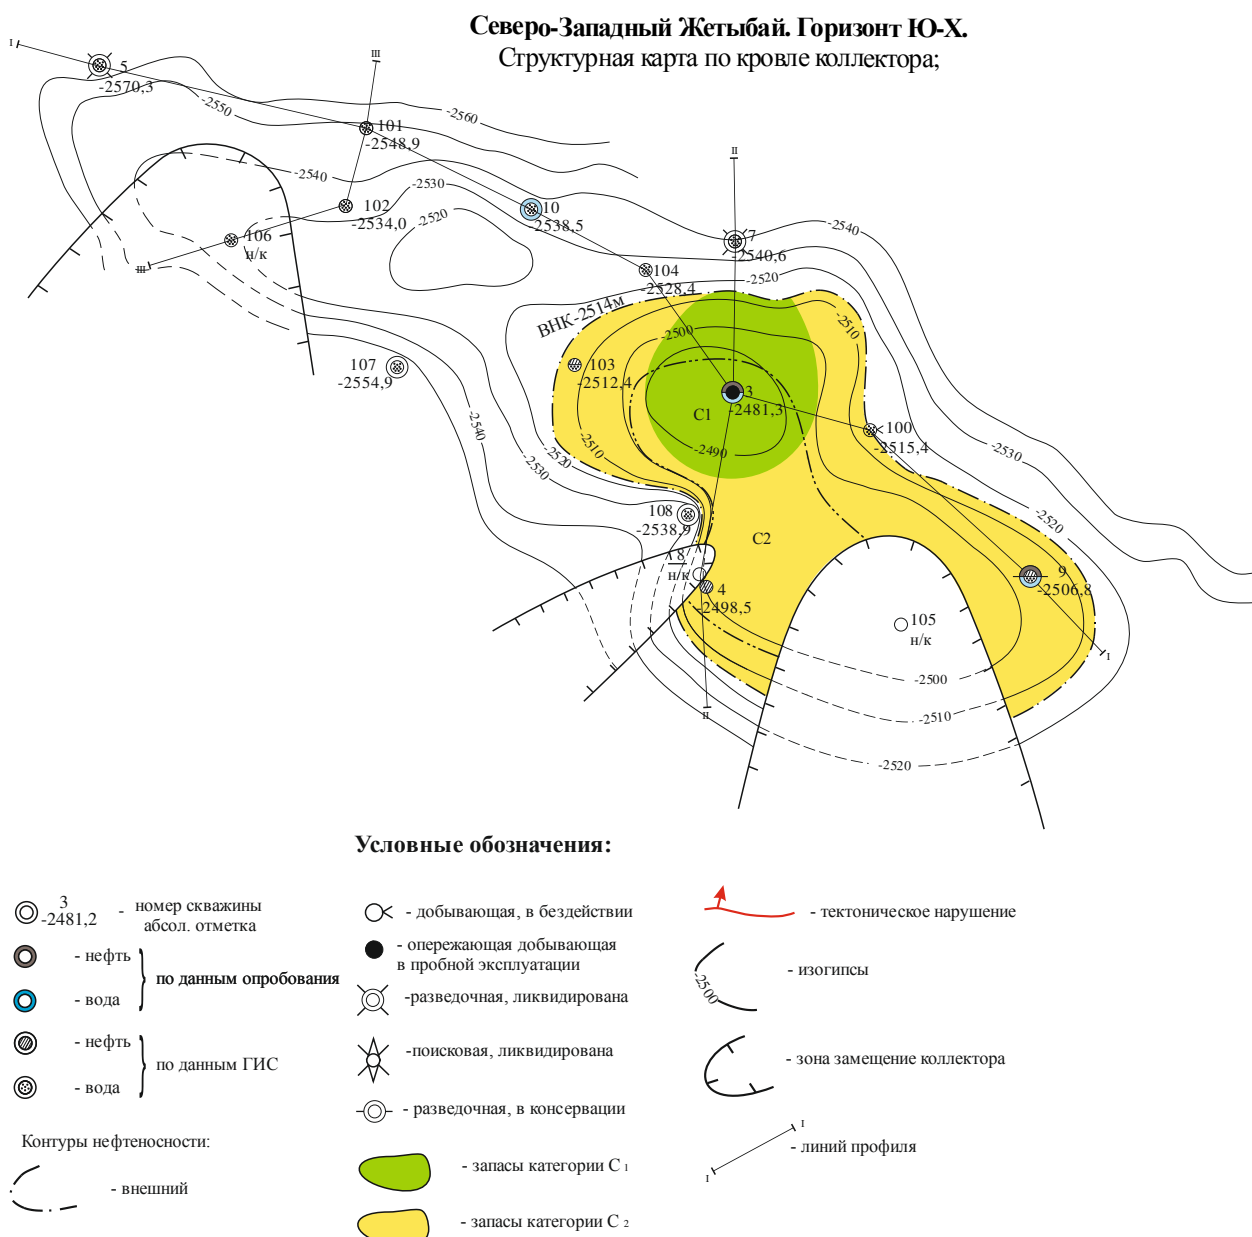 Северо-Западный Жетыбай. Горизонт Ю-X.
Структурная карта по кровле коллектора;
I
5
-2570,3
III
-2550
-2560
101
-2548,9
II
-2540
-2530
102
-2534,0
-2520
10
-2538,5
-2540
7
-2540,6
106
н/к
III
104
-2528,4
-2520
ВНК-2514м
-2510
-2500
107
-2554,9
103
-2512,4
3
-2481,3
C1
-2540
-2490
<100
-2515,4
-2510
-2520
-2530
-2530
108
-2538,9
-2520
C2
8
н/к
4
-2498,5
9
-2506,8
105
н/к
I
-2500
II
-2510
-2520
Условные обозначения:
3
-2481,2
- номер скважины
абсол. отметка
- нефть
- вода
по данным опробования
- нефть
- вода
по данным ГИС
Контуры нефтеносности:
- внешний
- добывающая, в бездействии
- опережающая добывающая
в пробной эксплуатации
-разведочная, ликвидирована
-поисковая, ликвидирована
- разведочная, в консервации
- запасы категории С 1
- запасы категории С 2
- тектоническое нарушение
-2500
- изогипсы
- зона замещение коллектора
I
I
- линий профиля